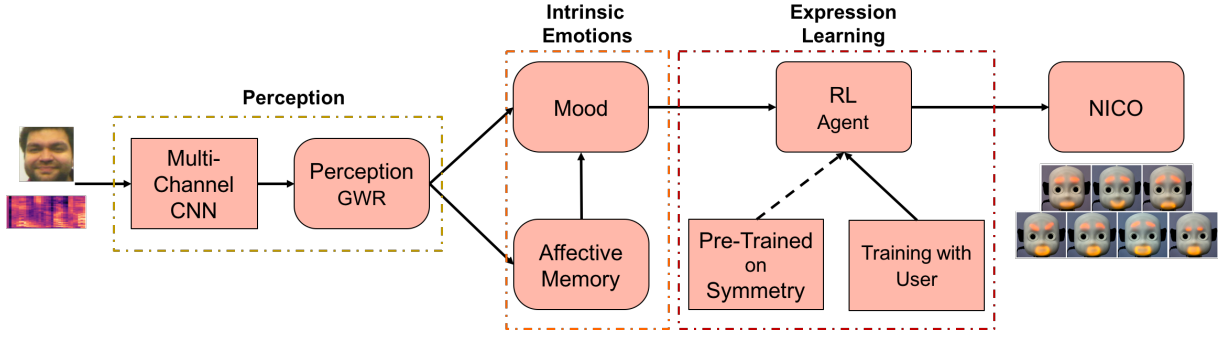 Perception
Multi-
Channel
CNN
Perception
GWR
Intrinsic
Emotions
Mood
Affective
Memory
Expression
Learning
RL
Agent
Pre-Trained
on
Symmetry
Training with
User
NICO